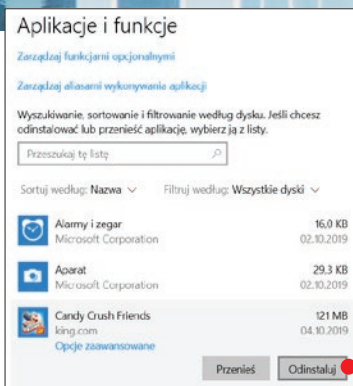 Aplikacje i funkcje
Zarządzaj funkcjami opcjonalnymi
Zarządzaj aliasami wykonywania aplikacji
Wyszukiwanie, sortowanie i filtrowanie według dysku. Jeśli chcesz
odinstalować lub przenieść aplikację, wybierz ją z listy.
Przeszukaj tę listę
Sortuj według: Nazwa Filtruj według: Wszystkie dyski
Alarmy i zegar 16,0 KB
Microsoft Corporation 02.10.2019
Aparat 29,3 KB
Microsoft Corporation 02.10.2019
Candy Crush Friends 121 MB
king.com 04.10.2019
Opcje zaawansowane
Przenieś Odinstaluj